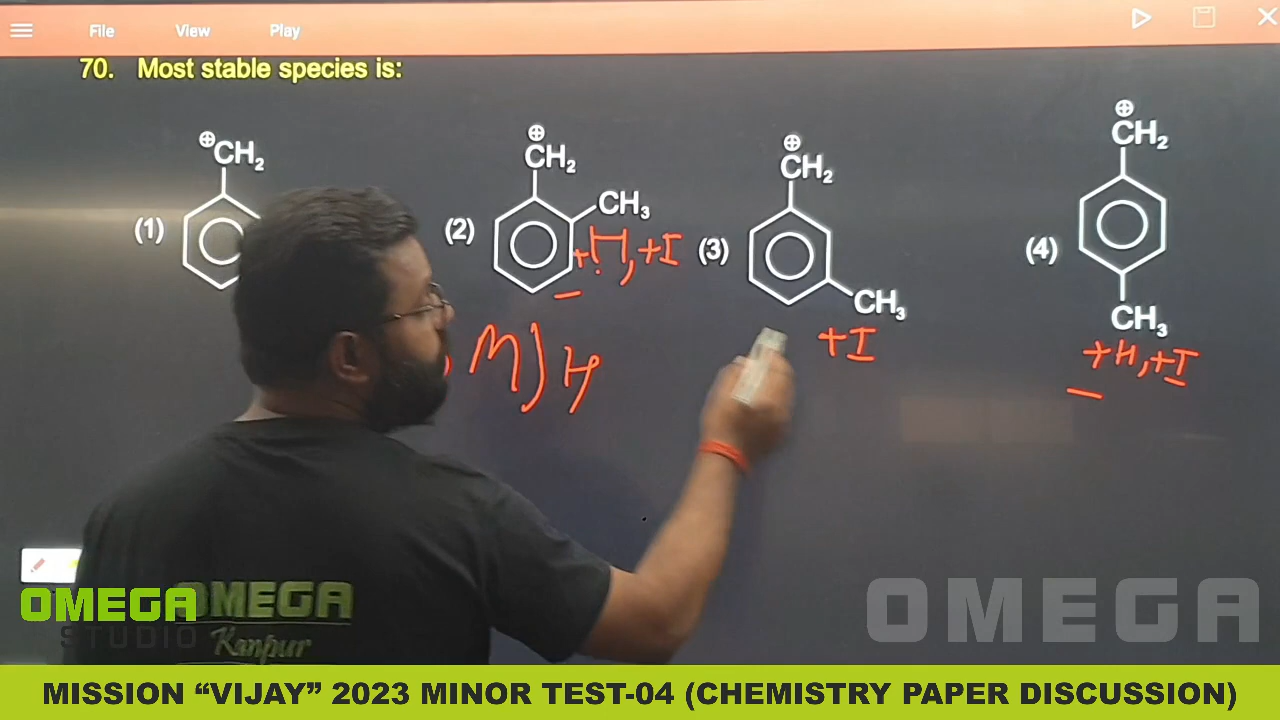 File View Play
70. Most stable species is:
(1) ⊕CH₂
(2) ⊕ CH₂ CH₃
+H, +I
(3) ⊕ CH₂ CH₃
+I
(4) ⊕ CH₂ CH₃
+H, +I
M) H
OMEGA
STUDIO
OMEGA
Kanpur
OMEGA
MISSION “VIJAY” 2023 MINOR TEST-04 (CHEMISTRY PAPER DISCUSSION)